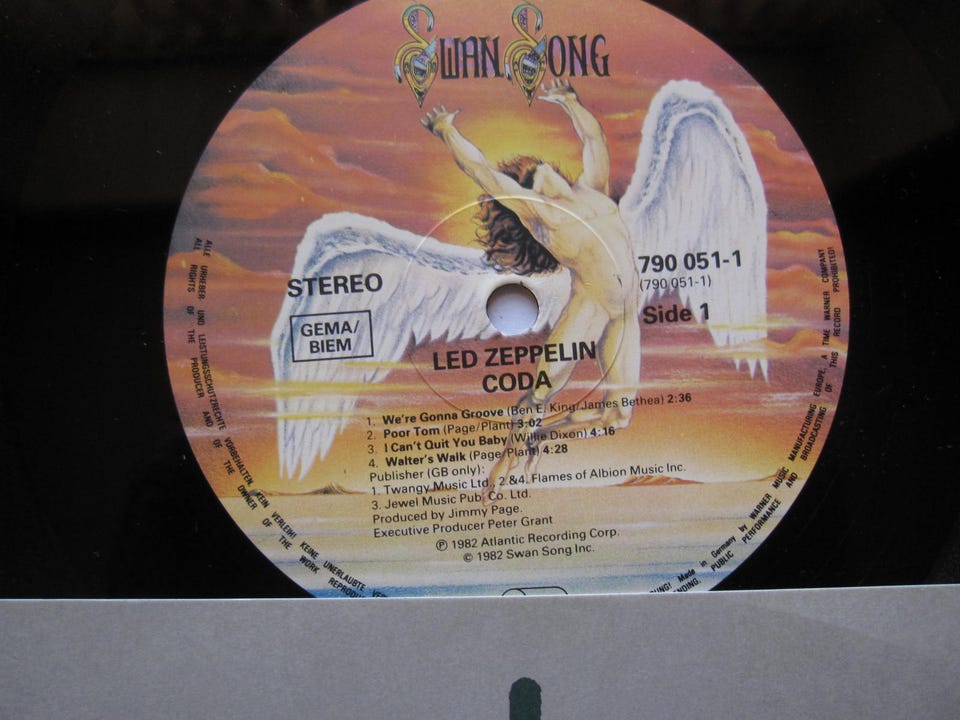 SWAN SONG
STEREO
GEMA/
BIEM
790 051-1
(790 051-1)
Side 1
LED ZEPPELIN
CODA
1. We're Gonna Groove (Ben E. King/James Bethea) 2:36
2. Poor Tom (Page/Plant) 3:02
3. I Can't Quit You Baby (Willie Dixon) 4:16
4. Walter's Walk (Page/Plant) 4:28
Publisher (GB only):
1. Twangy Music Ltd., 2.&4. Flames of Albion Music Inc.
3. Jewel Music Pub. Co. Ltd.
Produced by Jimmy Page.
Executive Producer Peter Grant
℗ 1982 Atlantic Recording Corp.
© 1982 Swan Song Inc.
ALLE URHEBER UND LEISTUNGSSCHUTZRECHTE VORBEHALTEN KEIN VERLEIH! KEINE UNERLAUBTE
ALL RIGHTS OF THE PRODUCER AND OF THE OWNER OF THE WORK
Made in Germany by WARNER MUSIC MANUFACTURING EUROPE, A TIME WARNER COMPANY
PUBLIC PERFORMANCE AND BROADCASTING OF THIS RECORD PROHIBITED!